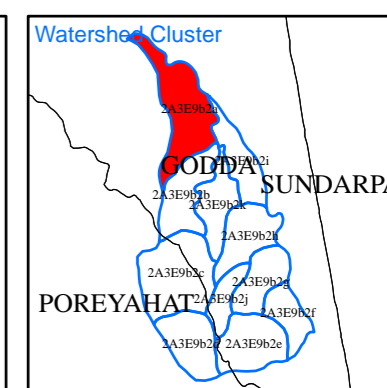 Watershed Cluster
2A3E9b2a
GODDA
2A3E9b2i
2A3E9b2b
SUNDARPA
2A3E9b2k
2A3E9b2h
2A3E9b2c
2A3E9b2g
POREYAHAT
2A3E9b2j
2A3E9b2f
2A3E9b2d
2A3E9b2e